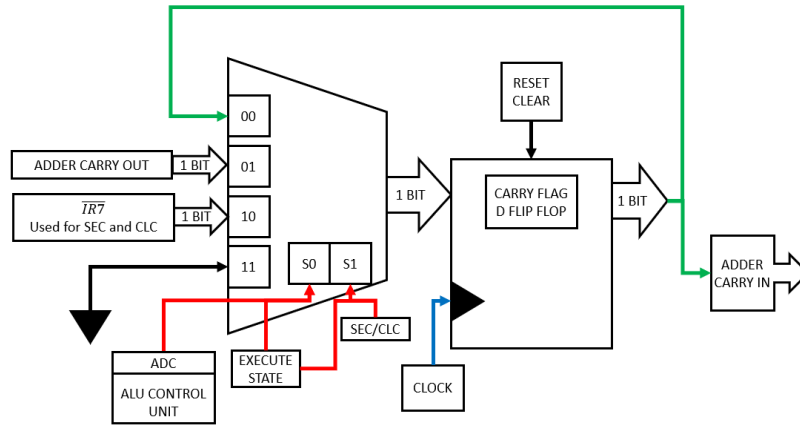 RESET
CLEAR
00
ADDER CARRY OUT
1 BIT
01
CARRY FLAG
D FLIP FLOP
1 BIT
1 BIT
$\overline{IR7}$
Used for SEC and CLC
1 BIT
10
11
S0
S1
ADDER
CARRY IN
SEC/CLC
ADC
ALU CONTROL
UNIT
EXECUTE
STATE
CLOCK